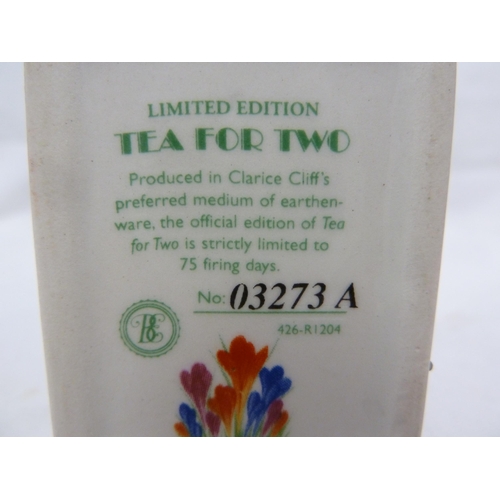 LIMITED EDITION
TEA FOR TWO
Produced in Clarice Cliff's
preferred medium of earthen-
ware, the official edition of Tea
for Two is strictly limited to
75 firing days.
No: 03273 A
426-R1204
BE